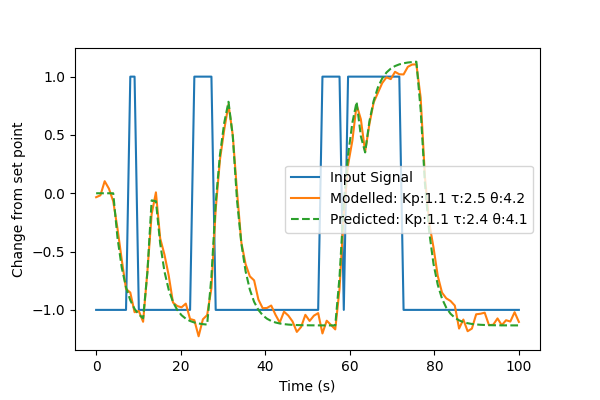 1.0
0.5
0.0
−0.5
−1.0
Change from set point
Input Signal
Modelled: Kp:1.1 τ:2.5 θ:4.2
Predicted: Kp:1.1 τ:2.4 θ:4.1
0 20 40 60 80 100
Time (s)